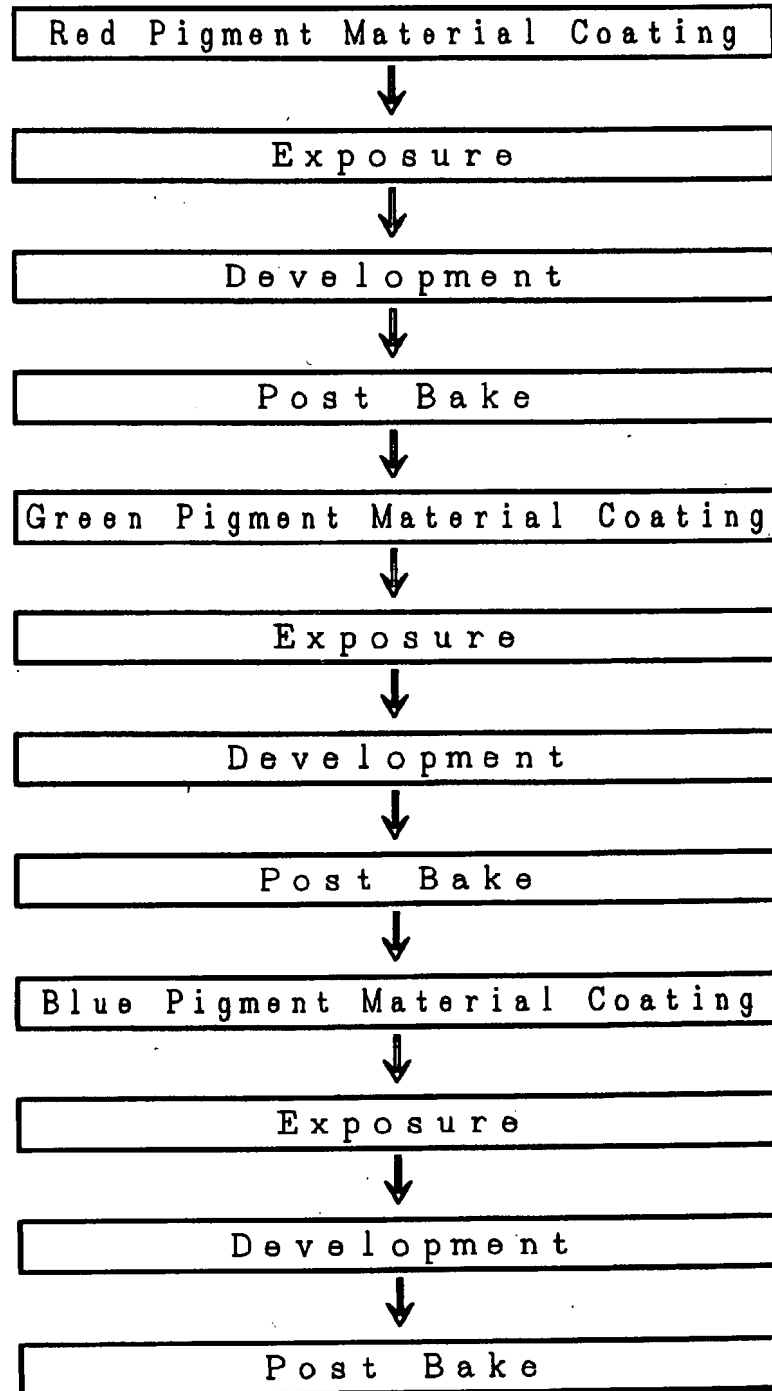 Red Pigment Material Coating
Exposure
Development
Post Bake
Green Pigment Material Coating
Exposure
Development
Post Bake
Blue Pigment Material Coating
Exposure
Development
Post Bake